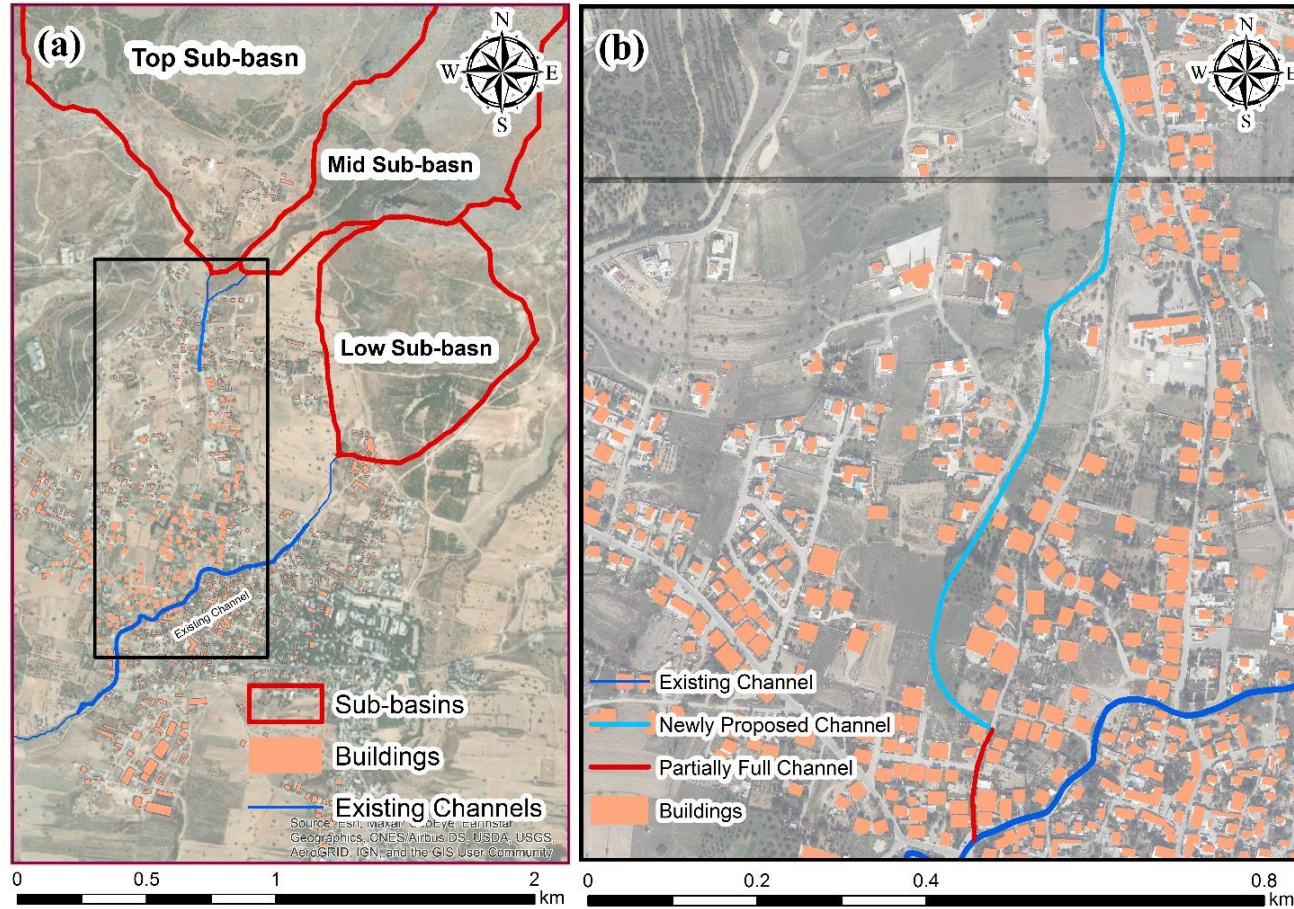 (a)
Top Sub-basn
N
W E
S
Mid Sub-basn
Low Sub-basn
Existing Channel
Sub-basins
Buildings
Existing Channels
Source: Esri, Maxar, GeoEye, Earthstar
Geographics, CNES/Airbus DS, USDA, USGS,
AeroGRID, IGN, and the GIS User Community
0 0.5 1 2
km
(b)
N
W E
S
Existing Channel
Newly Proposed Channel
Partially Full Channel
Buildings
0 0.2 0.4 0.8
km